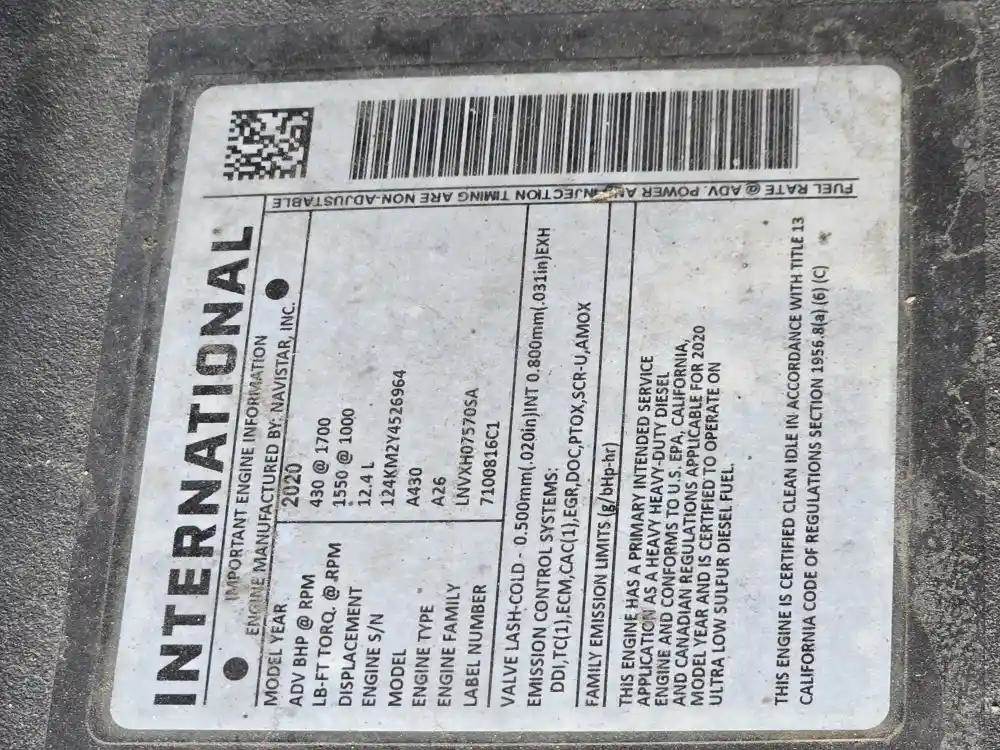 INTERNATIONAL
IMPORTANT ENGINE INFORMATION
ENGINE MANUFACTURED BY: NAVISTAR, INC.
MODEL YEAR 2020
ADV BHP @ RPM 430 @ 1700
LB-FT TORQ. @ RPM 1550 @ 1000
DISPLACEMENT 12.4 L
ENGINE S/N 124KM2Y4526964
MODEL A430
ENGINE TYPE A26
ENGINE FAMILY LNVXH07570SA
LABEL NUMBER 7100816C1
VALVE LASH-COLD - 0.500mm(.020in)INT 0.800mm(.031in)EXH
EMISSION CONTROL SYSTEMS:
DDI,TC(1),ECM,CAC(1),EGR,DOC,PTOX,SCR-U,AMOX
FAMILY EMISSION LIMITS (g/bHp-hr)
THIS ENGINE HAS A PRIMARY INTENDED SERVICE
APPLICATION AS A HEAVY HEAVY-DUTY DIESEL
ENGINE AND CONFORMS TO U.S. EPA, CALIFORNIA,
AND CANADIAN REGULATIONS APPLICABLE FOR 2020
MODEL YEAR AND IS CERTIFIED TO OPERATE ON
ULTRA LOW SULFUR DIESEL FUEL.
THIS ENGINE IS CERTIFIED CLEAN IDLE IN ACCORDANCE WITH TITLE 13
CALIFORNIA CODE OF REGULATIONS SECTION 1956.8(a) (6) (C)
FUEL RATE @ ADV. POWER AND INJECTION TIMING ARE NON-ADJUSTABLE